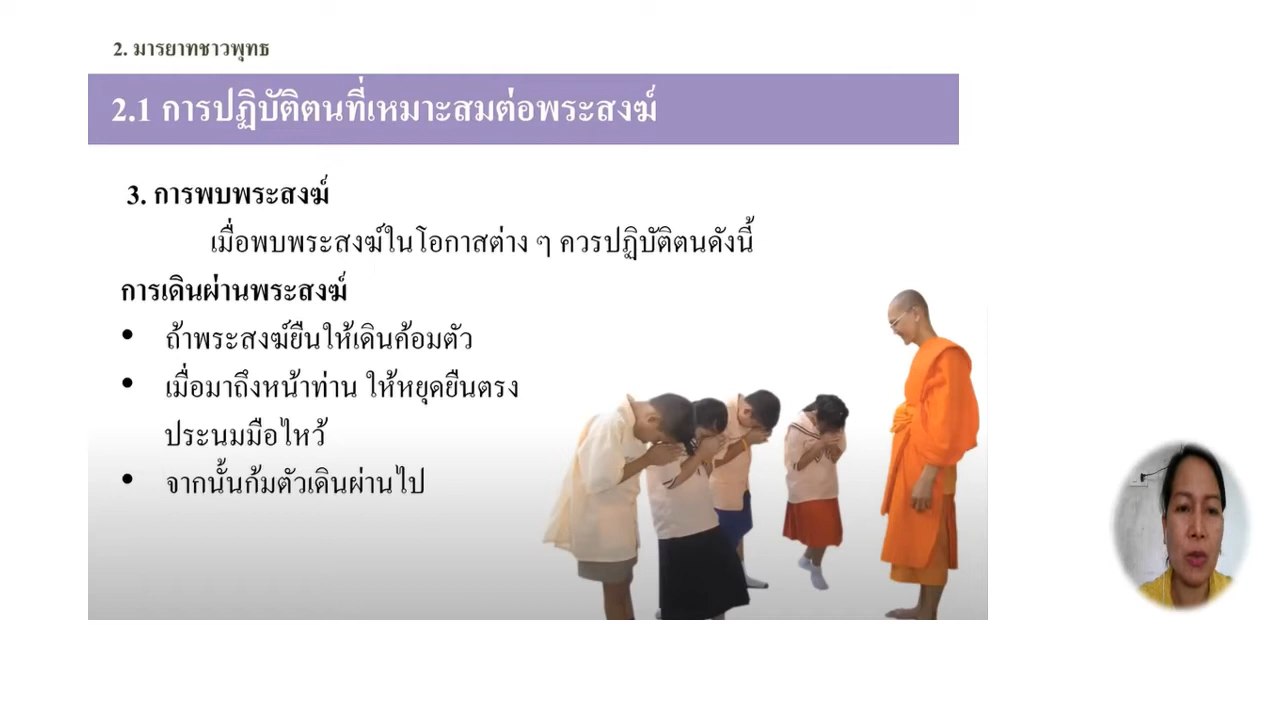 2. มารยาทชาวพุทธ
2.1 การปฏิบัติตนที่เหมาะสมต่อพระสงฆ์
3. การพบพระสงฆ์
เมื่อพบพระสงฆ์ในโอกาสต่าง ๆ ควรปฏิบัติตนดังนี้
การเดินผ่านพระสงฆ์
• ถ้าพระสงฆ์ยืนให้เดินค้อมตัว
• เมื่อมาถึงหน้าท่าน ให้หยุดยืนตรง
ประนมมือไหว้
• จากนั้นก้มตัวเดินผ่านไป